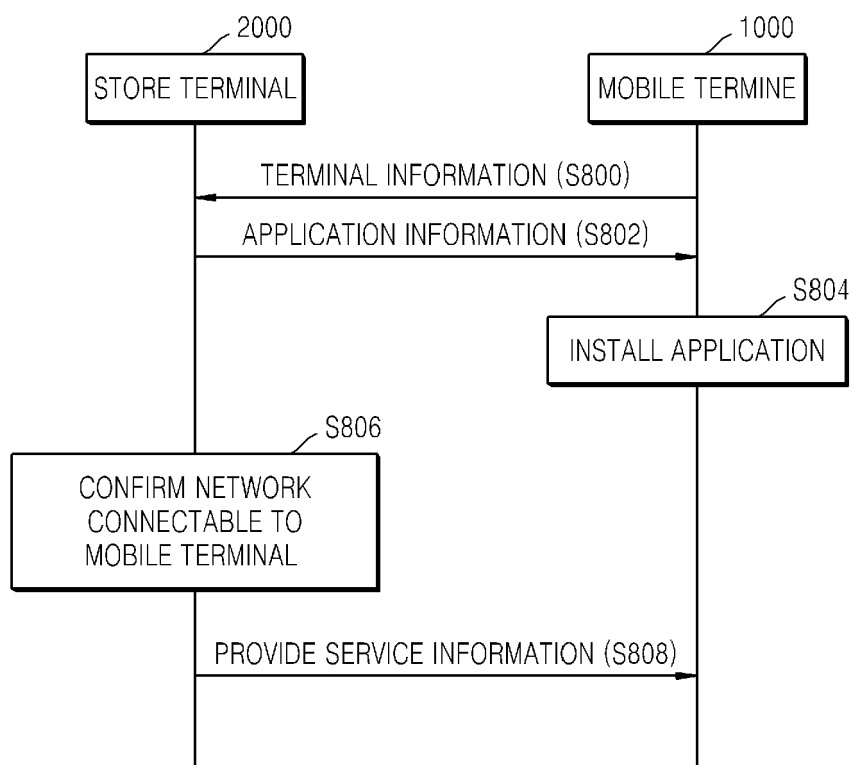 2000
1000
STORE TERMINAL
MOBILE TERMINE
TERMINAL INFORMATION (S800)
APPLICATION INFORMATION (S802)
S804
INSTALL APPLICATION
S806
CONFIRM NETWORK
CONNECTABLE TO
MOBILE TERMINAL
PROVIDE SERVICE INFORMATION (S808)